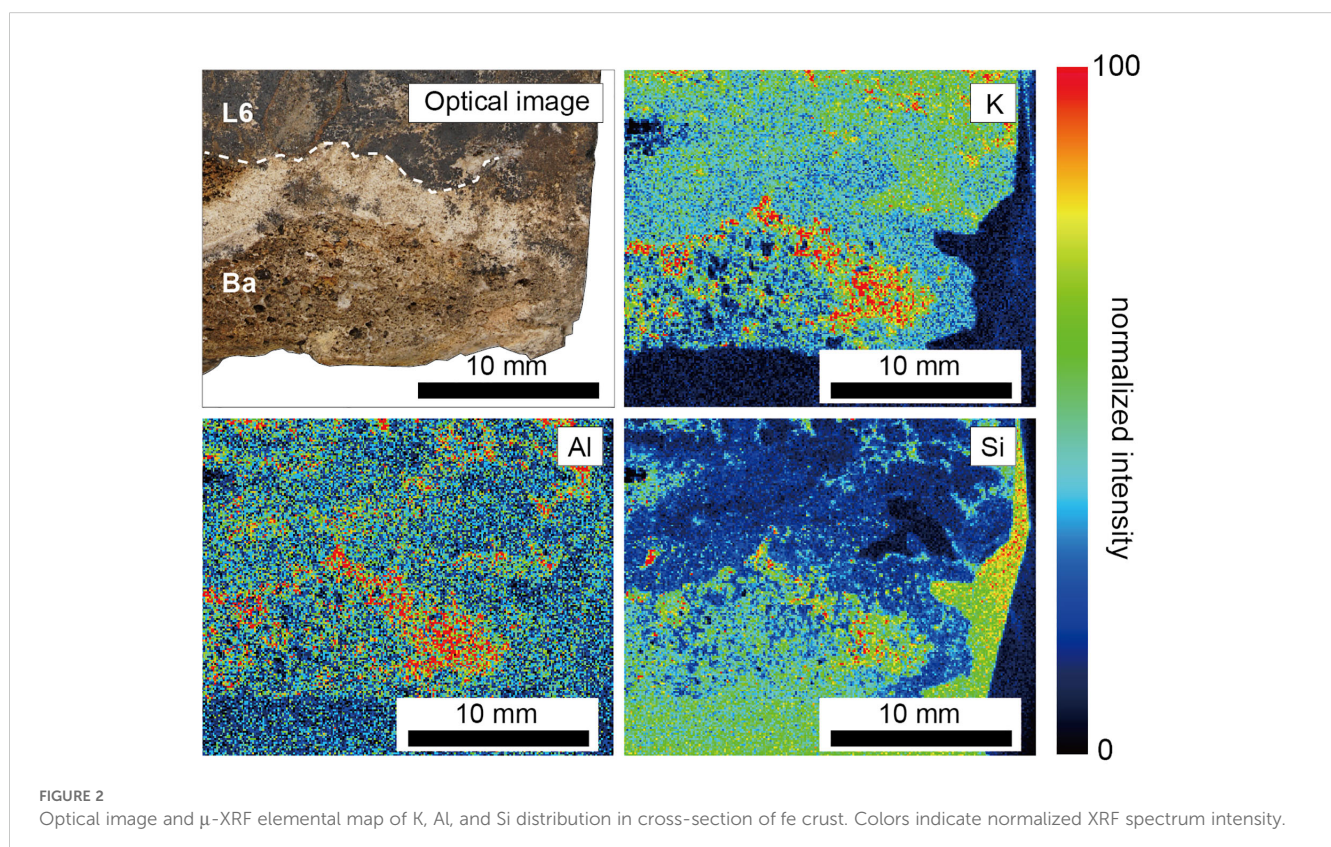 L6
Optical image
Ba
10 mm
K
10 mm
Al
10 mm
Si
10 mm
100
normalized intensity
0
FIGURE 2
Optical image and μ-XRF elemental map of K, Al, and Si distribution in cross-section of fe crust. Colors indicate normalized XRF spectrum intensity.